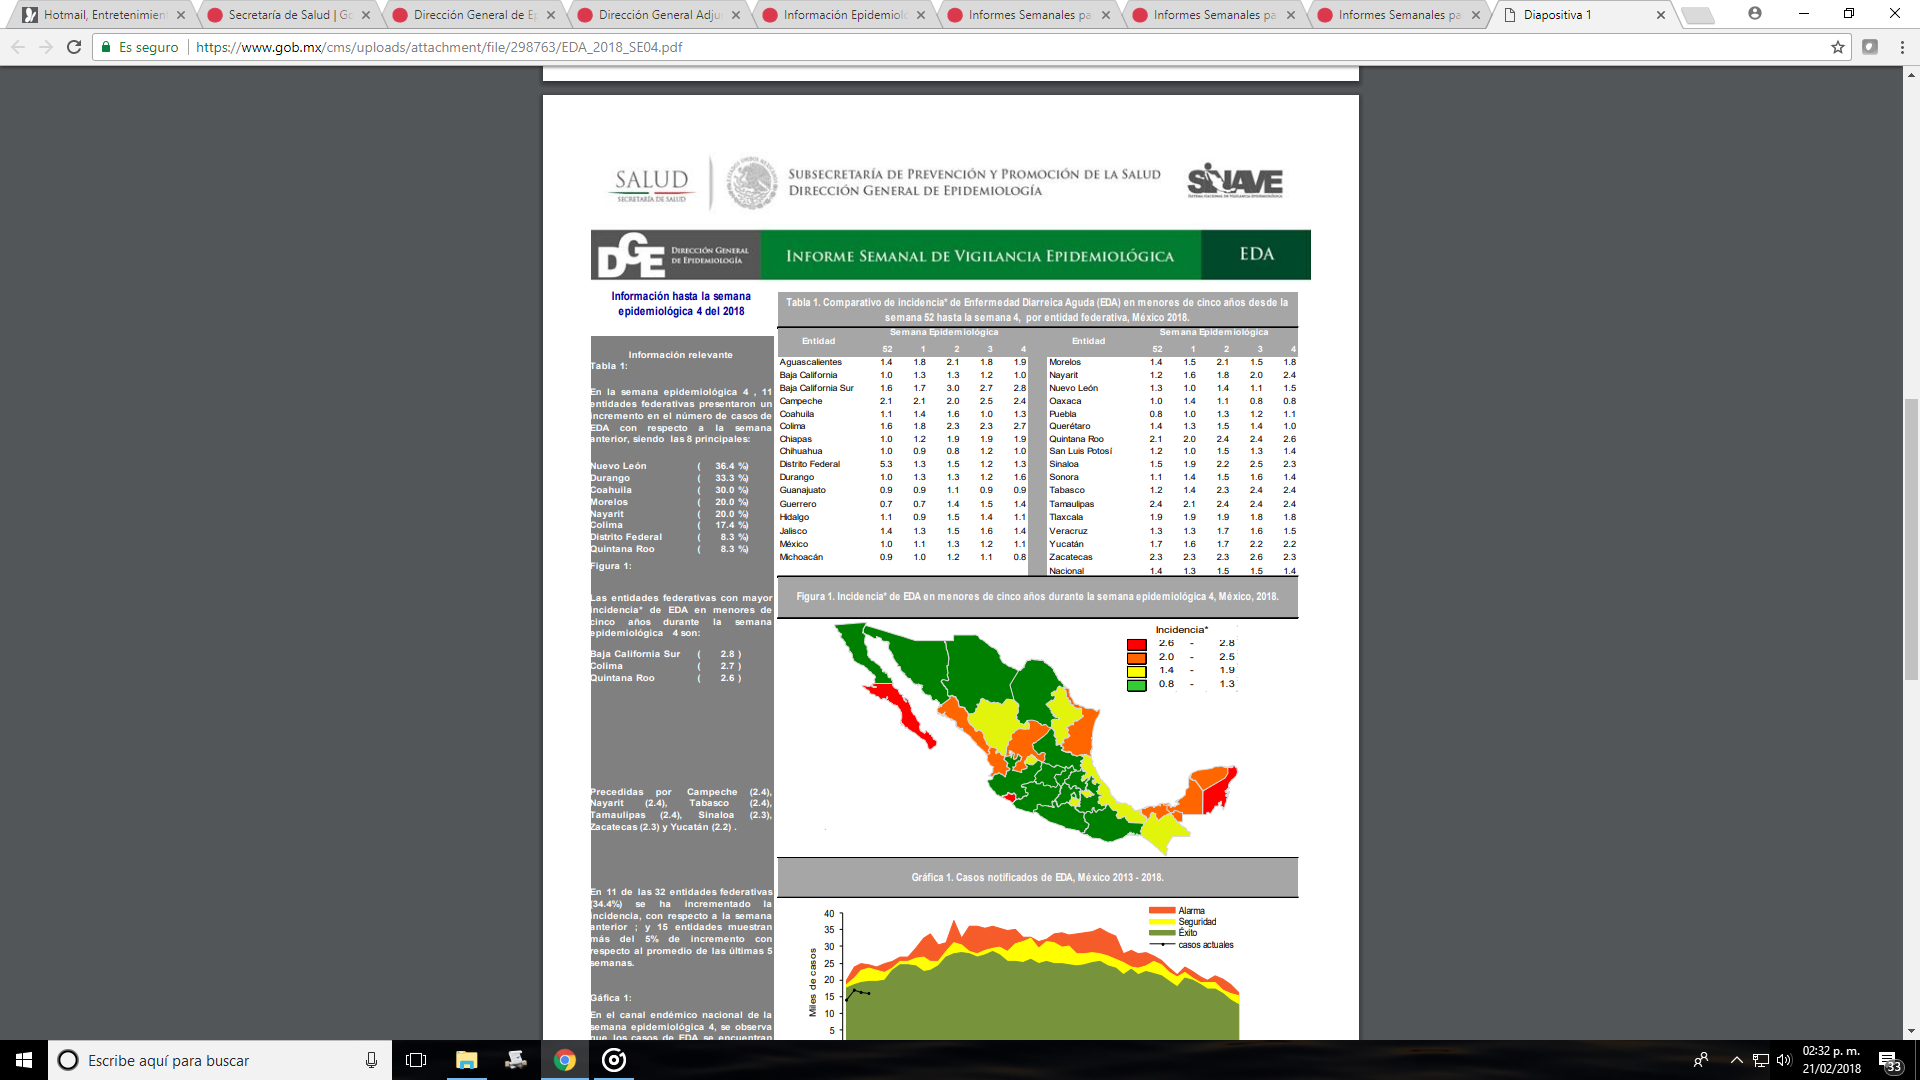 Hotmail, Entretenimien
Secretaría de Salud | Go
Dirección General de Ep
Dirección General Adju
Información Epidemioló
Informes Semanales pa
Informes Semanales pa
Informes Semanales pa
Diapositiva 1
Es seguro
https://www.gob.mx/cms/uploads/attachment/file/298763/EDA_2018_SE04.pdf
SALUD
SECRETARÍA DE SALUD
SUBSECRETARÍA DE PREVENCIÓN Y PROMOCIÓN DE LA SALUD
DIRECCIÓN GENERAL DE EPIDEMIOLOGÍA
SINAVE
DGE
DIRECCIÓN GENERAL
DE EPIDEMIOLOGÍA
INFORME SEMANAL DE VIGILANCIA EPIDEMIOLÓGICA
EDA
Información hasta la semana
epidemiológica 4 del 2018
Información relevante
Tabla 1:
En la semana epidemiológica 4 , 11
entidades federativas presentaron un
incremento en el número de casos de
EDA con respecto a la semana
anterior, siendo las 8 principales:
Nuevo León ( 36.4 %)
Durango ( 33.3 %)
Coahuila ( 30.0 %)
Morelos ( 20.0 %)
Nayarit ( 20.0 %)
Colima ( 17.4 %)
Distrito Federal ( 8.3 %)
Quintana Roo ( 8.3 %)
Figura 1:
Las entidades federativas con mayor
incidencia* de EDA en menores de
cinco años durante la semana
epidemiológica 4 son:
Baja California Sur ( 2.8 )
Colima ( 2.7 )
Quintana Roo ( 2.6 )
Precedidas por Campeche (2.4),
Nayarit (2.4), Tabasco (2.4),
Tamaulipas (2.4), Sinaloa (2.3),
Zacatecas (2.3) y Yucatán (2.2) .
En 11 de las 32 entidades federativas
(34.4%) se ha incrementado la
incidencia, con respecto a la semana
anterior ; y 15 entidades muestran
más del 5% de incremento con
respecto al promedio de las últimas 5
semanas.
Gáfica 1:
En el canal endémico nacional de la
semana epidemiológica 4, se observa
que los casos de EDA se encuentran
Tabla 1. Comparativo de incidencia* de Enfermedad Diarreica Aguda (EDA) en menores de cinco años desde la
semana 52 hasta la semana 4, por entidad federativa, México 2018.
Entidad Semana Epidemiológica
52 1 2 3 4
Aguascalientes 1.4 1.8 2.1 1.8 1.9
Baja California 1.0 1.3 1.3 1.2 1.0
Baja California Sur 1.6 1.7 3.0 2.7 2.8
Campeche 2.1 2.1 2.0 2.5 2.4
Coahuila 1.1 1.4 1.6 1.0 1.3
Colima 1.6 1.8 2.3 2.3 2.7
Chiapas 1.0 1.2 1.9 1.9 1.9
Chihuahua 1.0 0.9 0.8 1.2 1.0
Distrito Federal 5.3 1.3 1.5 1.2 1.3
Durango 1.0 1.3 1.3 1.2 1.6
Guanajuato 0.9 0.9 1.1 0.9 0.9
Guerrero 0.7 0.7 1.4 1.5 1.4
Hidalgo 1.1 0.9 1.5 1.4 1.1
Jalisco 1.4 1.3 1.5 1.6 1.4
México 1.0 1.1 1.3 1.2 1.1
Michoacán 0.9 1.0 1.2 1.1 0.8
Entidad Semana Epidemiológica
52 1 2 3 4
Morelos 1.4 1.5 2.1 1.5 1.8
Nayarit 1.2 1.6 1.8 2.0 2.4
Nuevo León 1.3 1.0 1.4 1.1 1.5
Oaxaca 1.0 1.4 1.1 0.8 0.8
Puebla 0.8 1.0 1.3 1.2 1.1
Querétaro 1.4 1.3 1.5 1.4 1.0
Quintana Roo 2.1 2.0 2.4 2.4 2.6
San Luis Potosí 1.2 1.0 1.5 1.3 1.4
Sinaloa 1.5 1.9 2.2 2.5 2.3
Sonora 1.1 1.4 1.5 1.6 1.4
Tabasco 1.2 1.4 2.3 2.4 2.4
Tamaulipas 2.4 2.1 2.4 2.4 2.4
Tlaxcala 1.9 1.9 1.9 1.8 1.8
Veracruz 1.3 1.3 1.7 1.6 1.5
Yucatán 1.7 1.6 1.7 2.2 2.2
Zacatecas 2.3 2.3 2.3 2.6 2.3
Nacional 1.4 1.3 1.5 1.5 1.4
Figura 1. Incidencia* de EDA en menores de cinco años durante la semana epidemiológica 4, México, 2018.
Incidencia*
2.6 - 2.8
2.0 - 2.5
1.4 - 1.9
0.8 - 1.3
Gráfica 1. Casos notificados de EDA, México 2013 - 2018.
Miles de casos
40
35
30
25
20
15
10
5
Alarma
Seguridad
Éxito
casos actuales
Escribe aquí para buscar
02:32 p. m.
21/02/2018
33